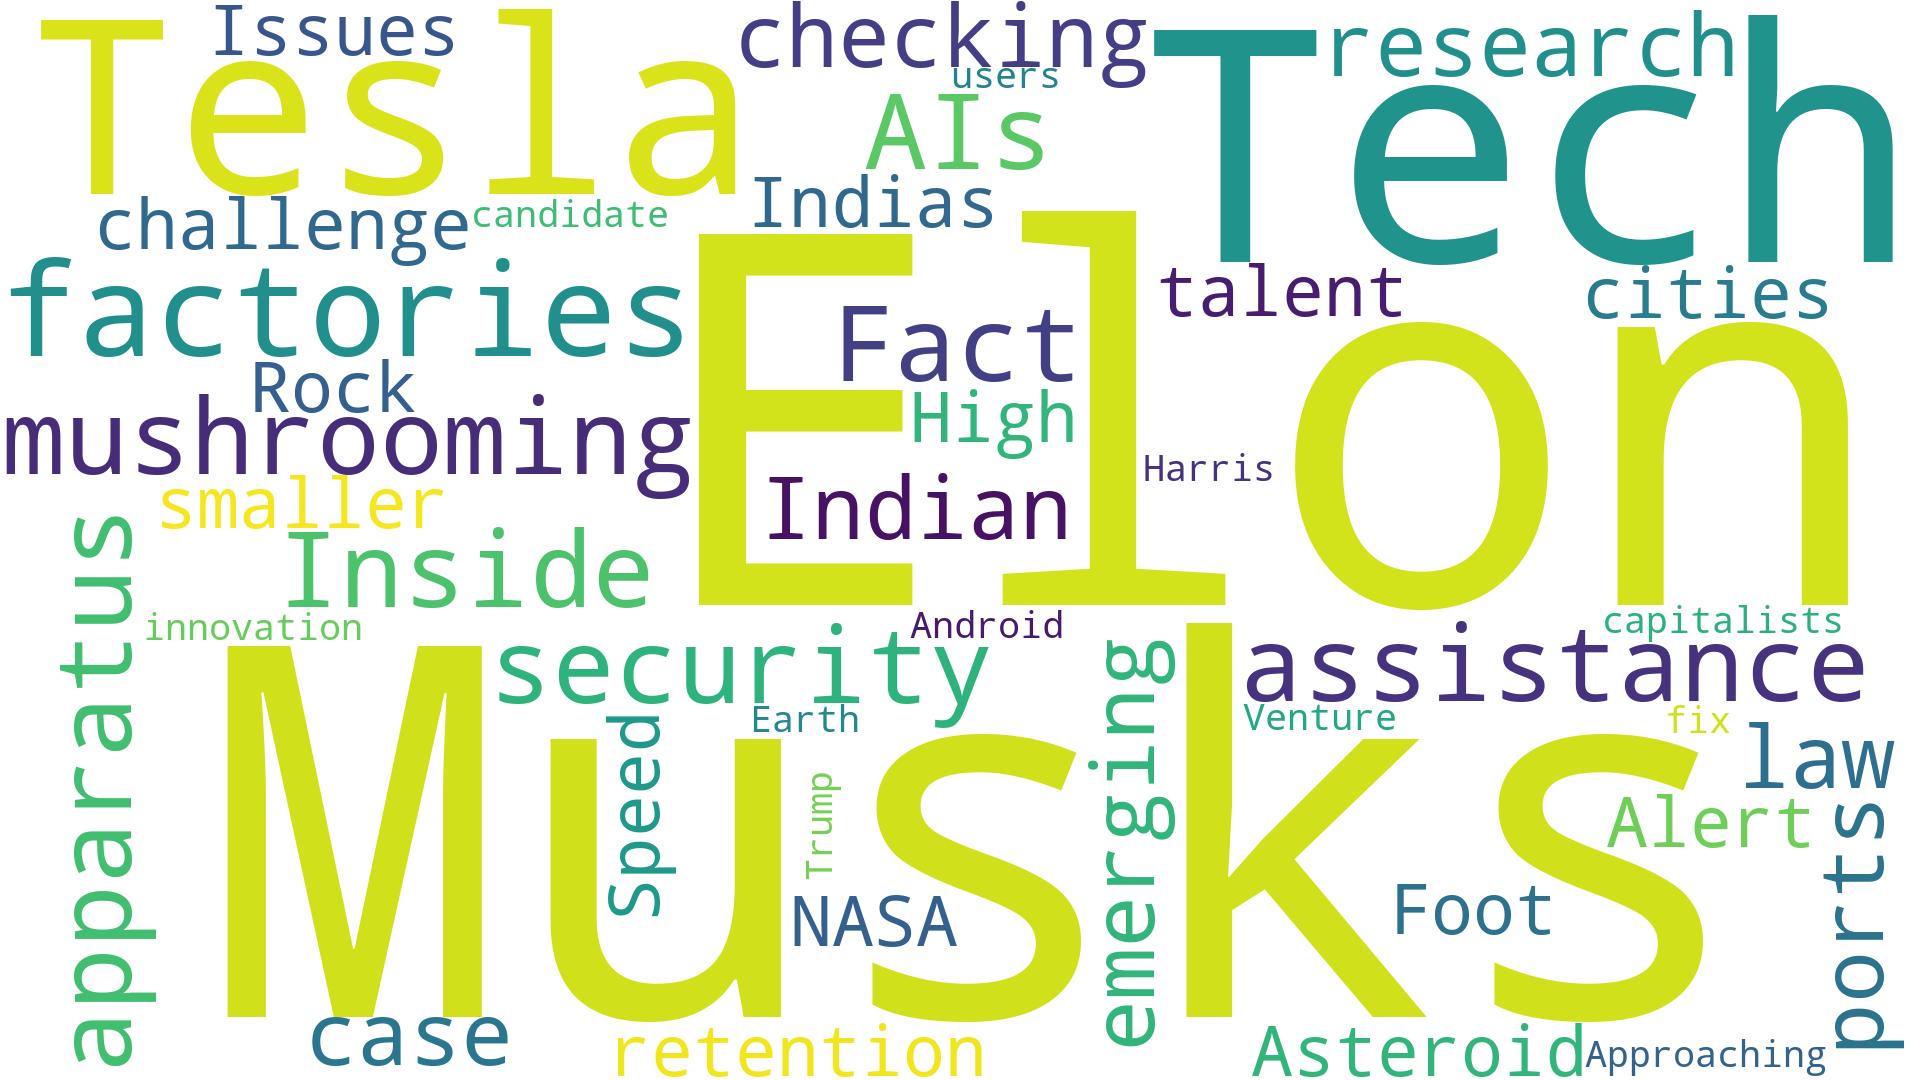 Tesla
Issues
checking
users
Tech
research
AIs
Indias
challenge
candidate
Elon
talent
cities
factories
Fact
Rock
High
mushrooming
Harris
smaller
Indian
Inside
apparatus
innovation
Android
capitalists
Musks
security
emerging
assistance
Speed
Earth
Venture
fix
law
Trump
Alert
ports
NASA
Foot
case
retention
Asteroid
Approaching